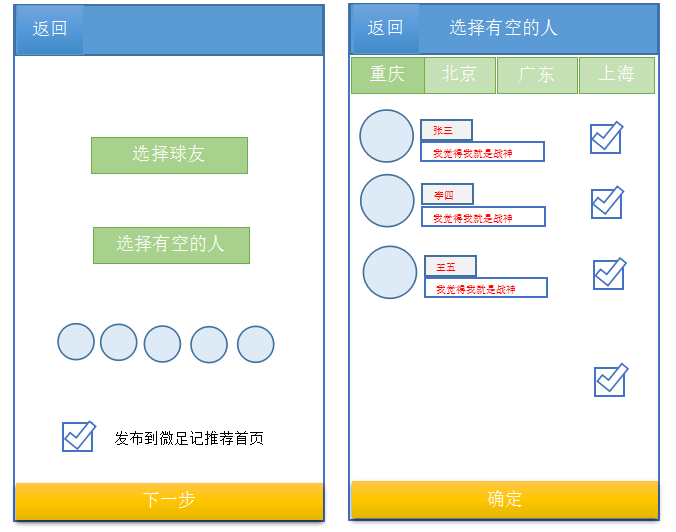 返回
选择球友
选择有空的人
发布到微足记推荐首页
下一步
返回
选择有空的人
重庆
北京
广东
上海
张三
我觉得我就是战神
李四
我觉得我就是战神
王五
我觉得我就是战神
确定